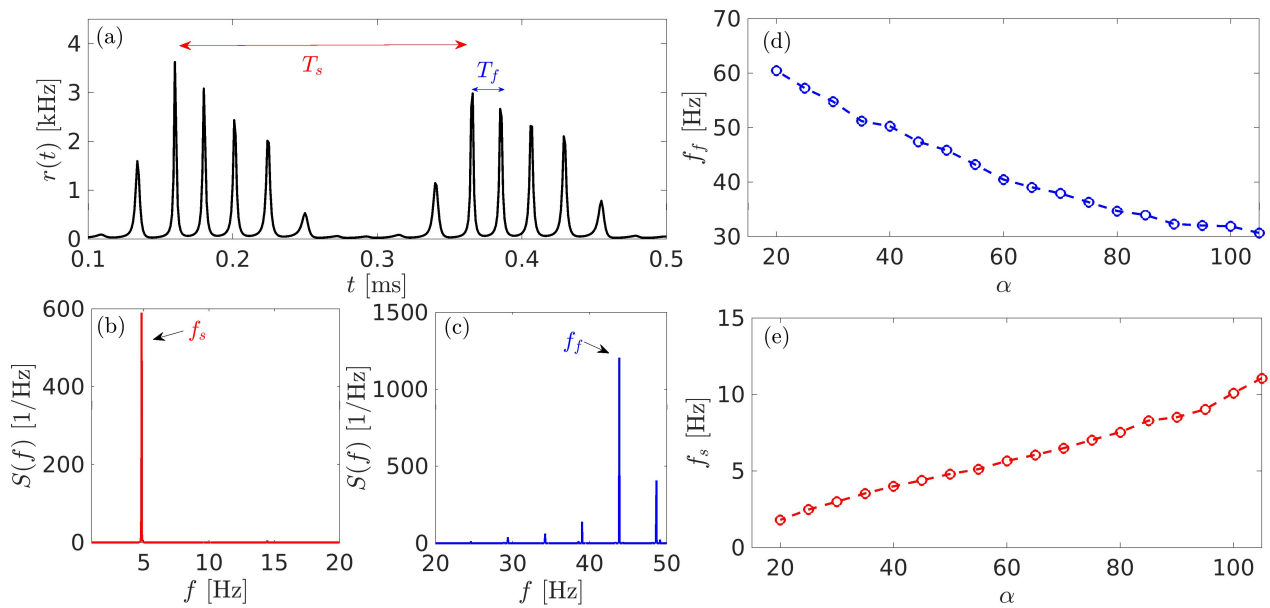 (a)
r(t) [kHz]
4
3
2
1
0
T_s
T_f
0.1 0.2 0.3 0.4 0.5
t [ms]
(b)
S(f) [1/Hz]
600
400
200
0
f_s
5 10 15 20
f [Hz]
(c)
S(f) [1/Hz]
1500
1000
500
0
f_f
20 30 40 50
f [Hz]
(d)
f_f [Hz]
70
60
50
40
30
20 40 60 80 100
α
(e)
f_s [Hz]
15
10
5
0
20 40 60 80 100
α